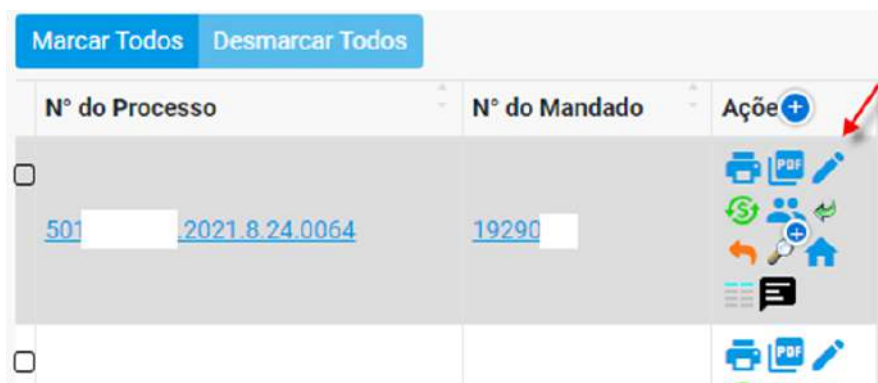 Marcar Todos Desmarcar Todos
N° do Processo N° do Mandado Açõe
PDF
501 .2021.8.24.0064 19290
PDF